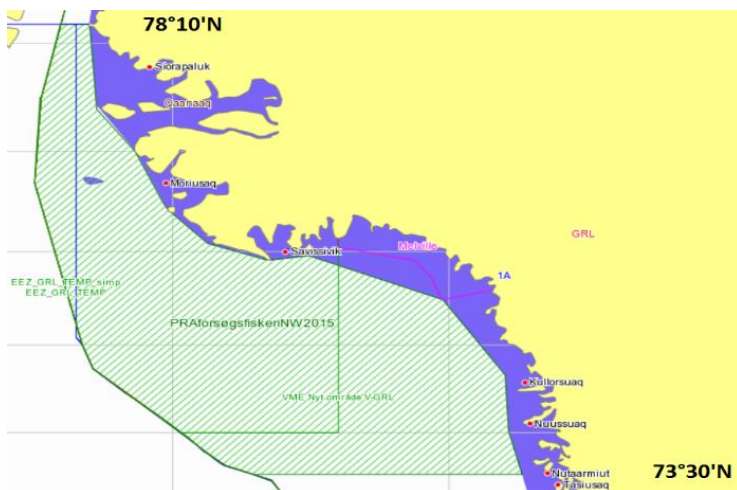 78°10'N
Siorapaluk
Qaanaaq
Moriusaq
GRL
Melville
Savissivik
1A
EEZ_GRL_TEMP_simp
EEZ_GRL_TEMP
PRAforsøgsfiskeriNW2015
Kullorsuaq
VME Nyt område V-GRL
Nuussuaq
73°30'N
Nutaarmiut
Tasiusaq